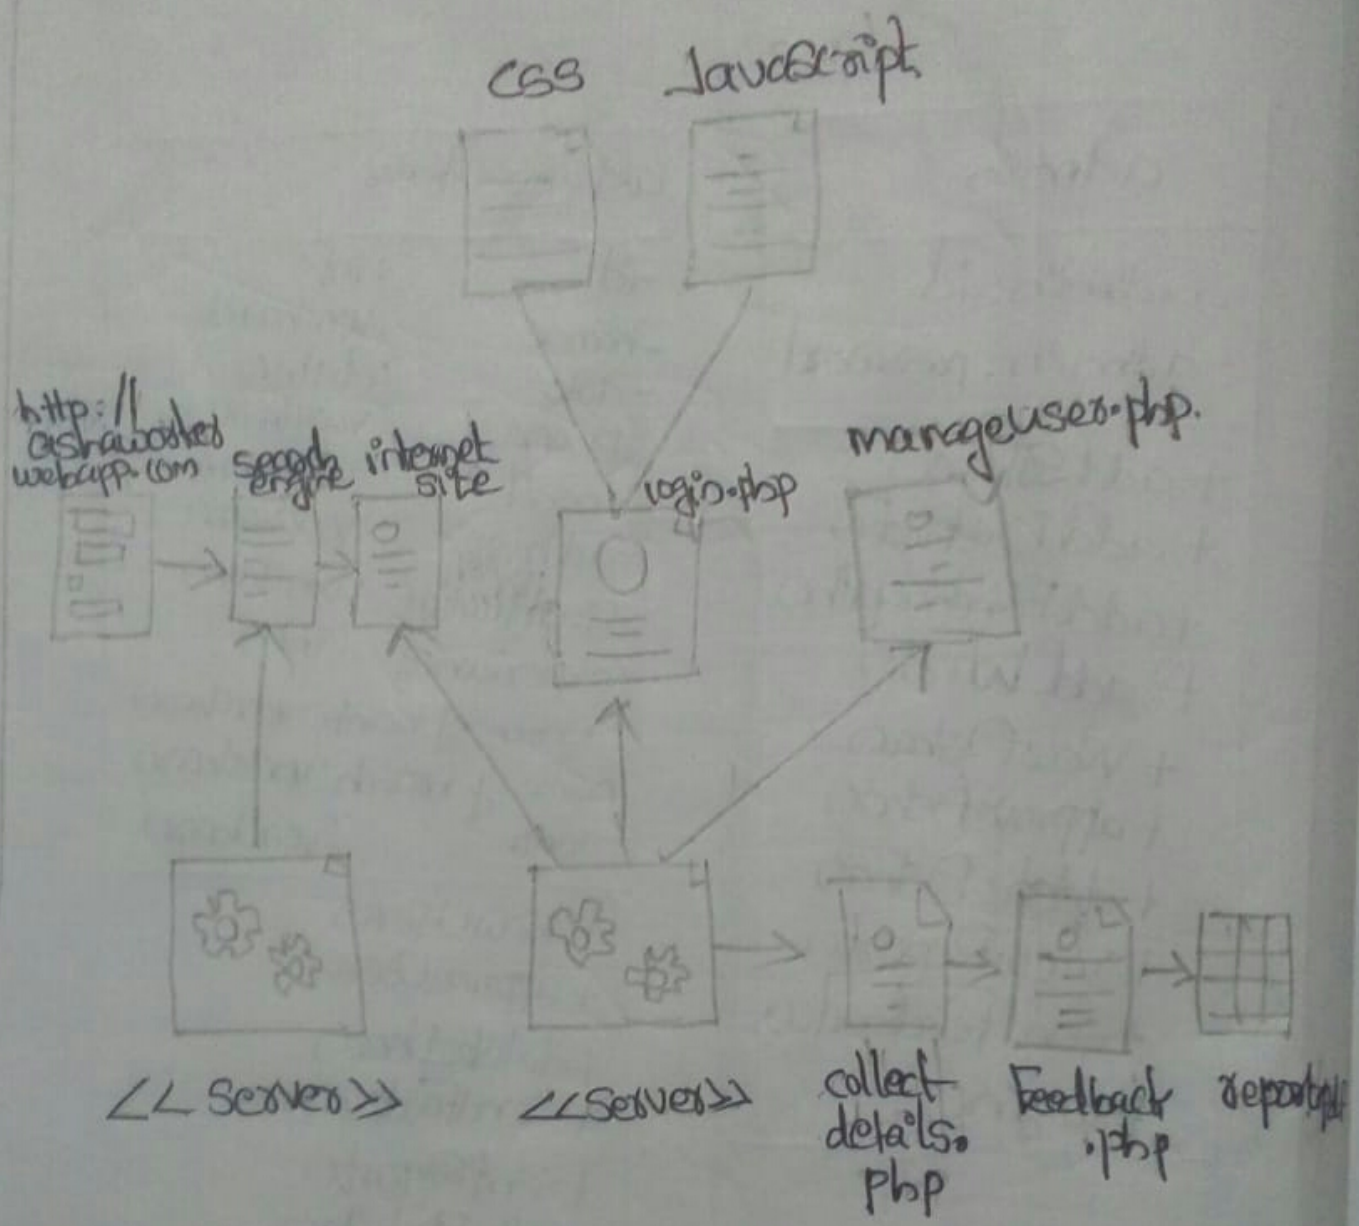 CSS JavaScript
http://
ashaworker
webapp.com
search
engine
internet
site
login.php
manageuser.php.
<<Server>>
<<Server>>
collect
details.
php
Feedback
.php